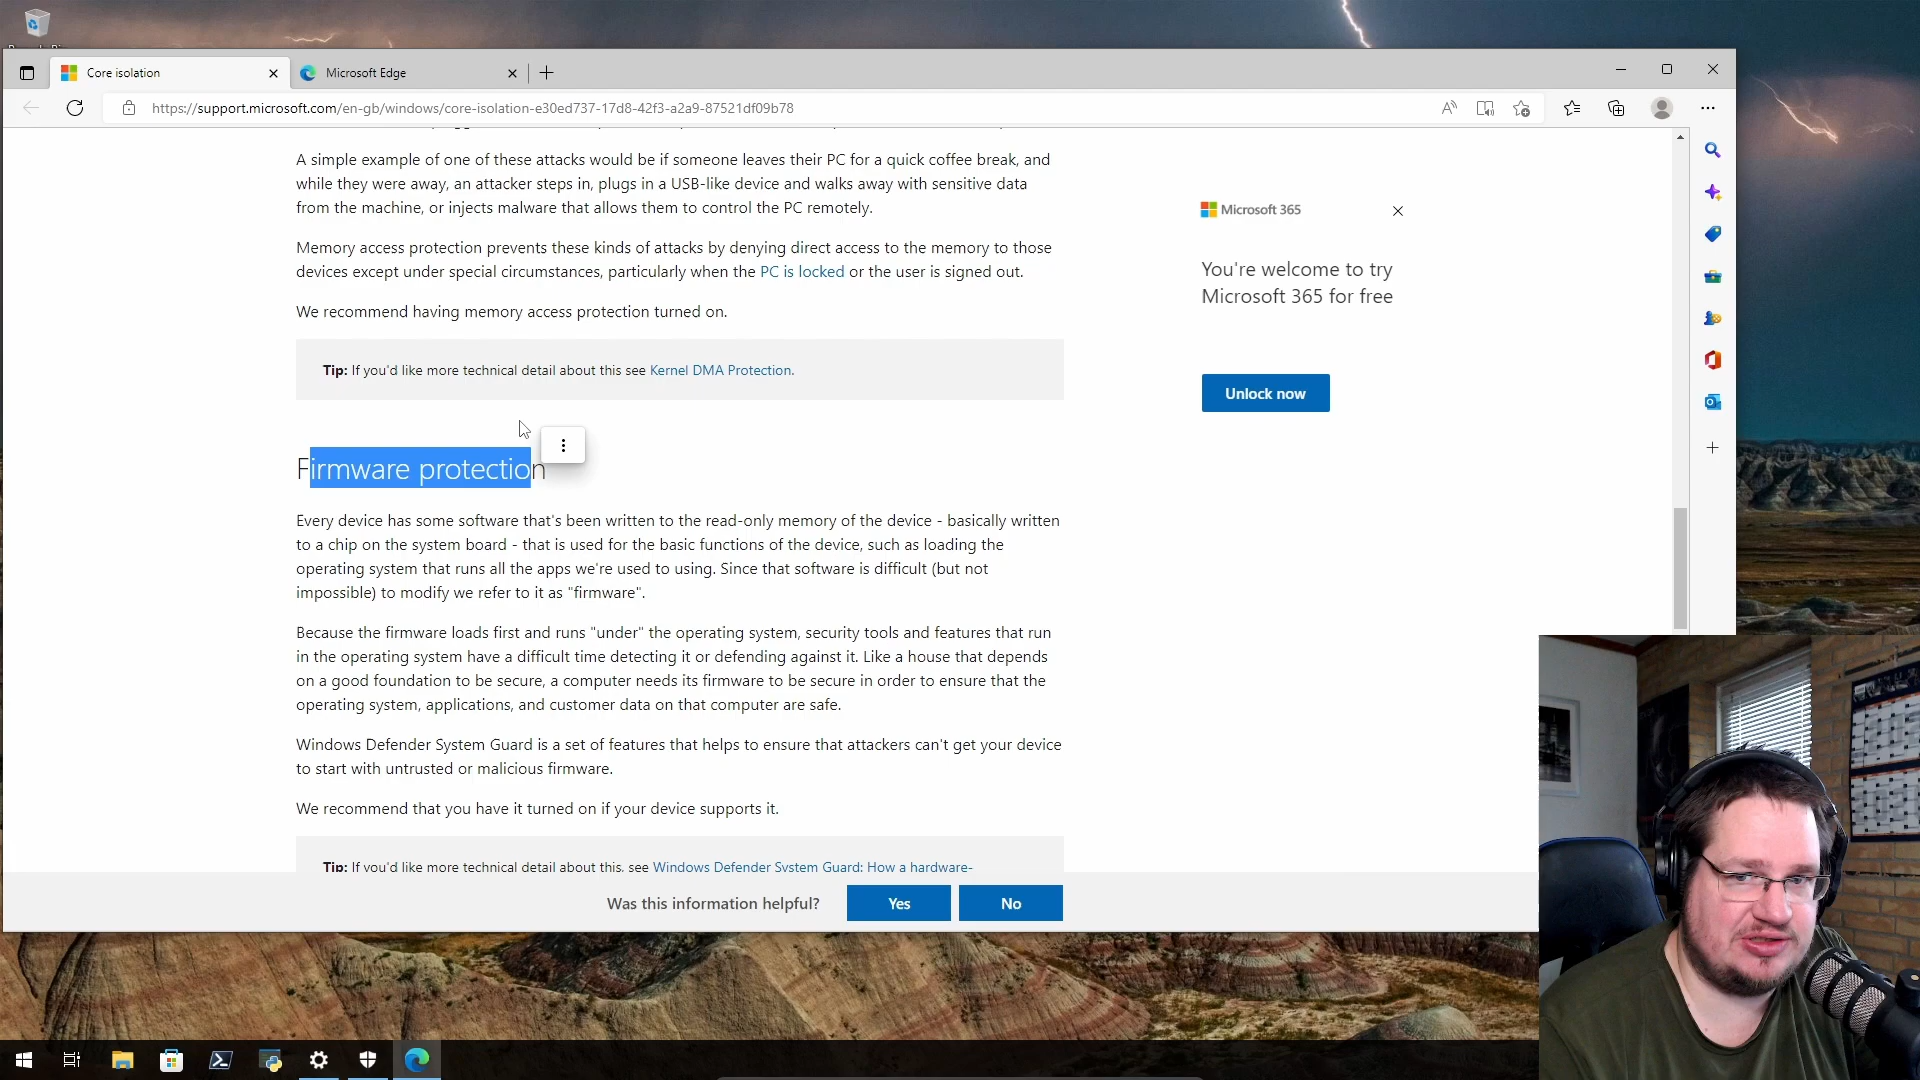 Core isolation
Microsoft Edge
https://support.microsoft.com/en-gb/windows/core-isolation-e30ed737-17d8-42f3-a2a9-87521df09b78
A simple example of one of these attacks would be if someone leaves their PC for a quick coffee break, and
while they were away, an attacker steps in, plugs in a USB-like device and walks away with sensitive data
from the machine, or injects malware that allows them to control the PC remotely.
Memory access protection prevents these kinds of attacks by denying direct access to the memory to those
devices except under special circumstances, particularly when the PC is locked or the user is signed out.
We recommend having memory access protection turned on.
Tip: If you'd like more technical detail about this see Kernel DMA Protection.
Firmware protection
Every device has some software that's been written to the read-only memory of the device - basically written
to a chip on the system board - that is used for the basic functions of the device, such as loading the
operating system that runs all the apps we're used to using. Since that software is difficult (but not
impossible) to modify we refer to it as "firmware".
Because the firmware loads first and runs "under" the operating system, security tools and features that run
in the operating system have a difficult time detecting it or defending against it. Like a house that depends
on a good foundation to be secure, a computer needs its firmware to be secure in order to ensure that the
operating system, applications, and customer data on that computer are safe.
Windows Defender System Guard is a set of features that helps to ensure that attackers can't get your device
to start with untrusted or malicious firmware.
We recommend that you have it turned on if your device supports it.
Tip: If you'd like more technical detail about this, see Windows Defender System Guard: How a hardware-
Was this information helpful?
Yes
No
Microsoft 365
You're welcome to try
Microsoft 365 for free
Unlock now